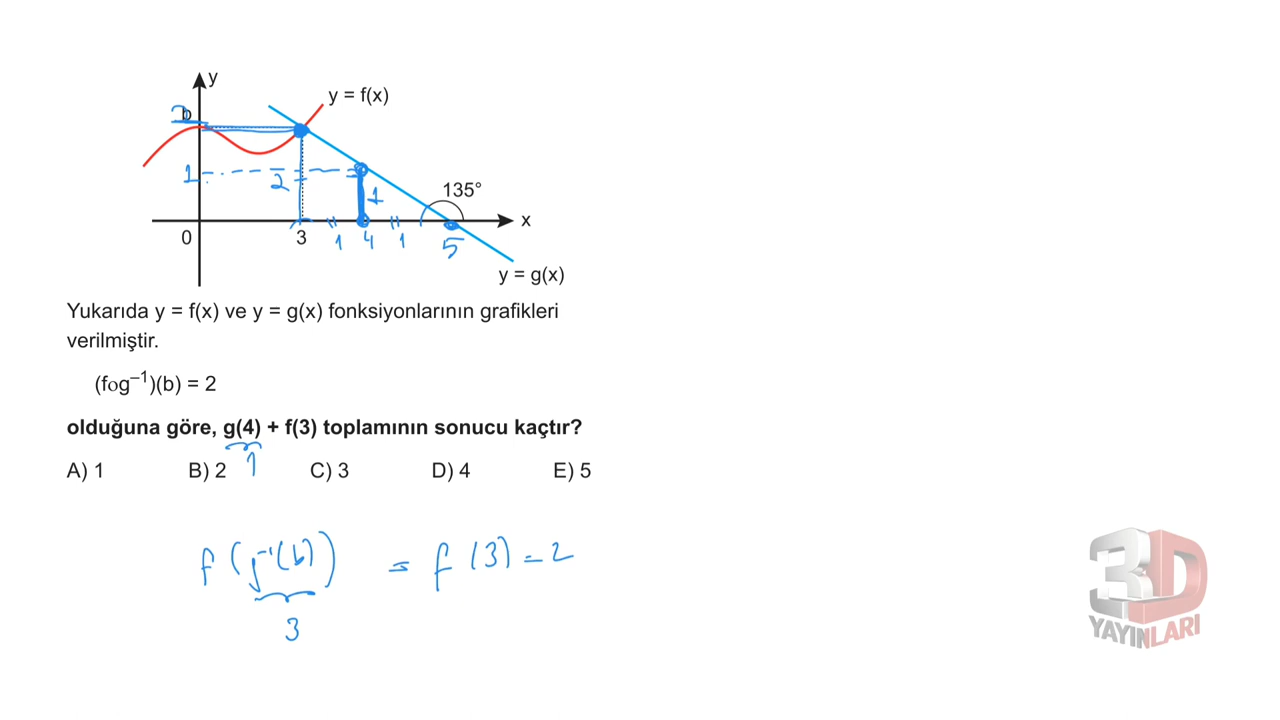 y
y = f(x)
b
2
1
2
1
135°
x
0
3
1
4
1
5
y = g(x)
Yukarıda y = f(x) ve y = g(x) fonksiyonlarının grafikleri
verilmiştir.
(fog⁻¹)(b) = 2
olduğuna göre, g(4) + f(3) toplamının sonucu kaçtır?
1
A) 1 B) 2 C) 3 D) 4 E) 5
f(g⁻¹(b)) = f(3) = 2
3
3D
YAYINLARI